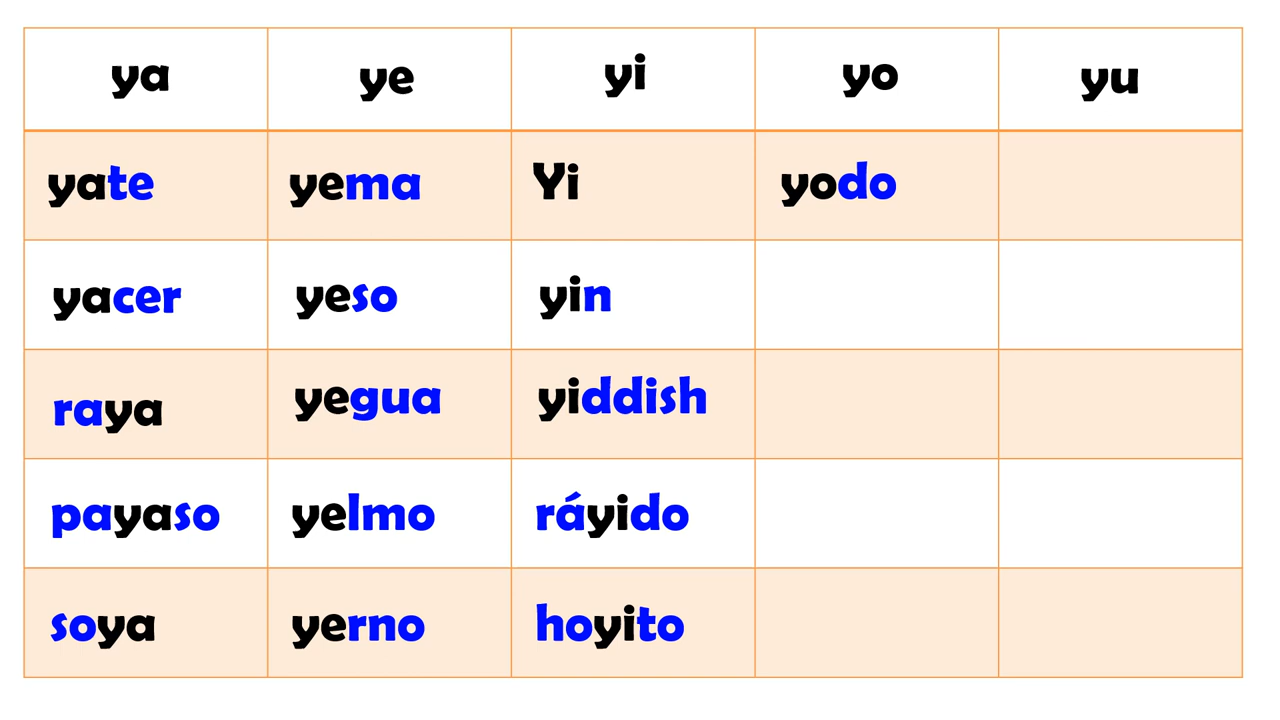 ya ye yi yo yu
yate yema Yi yodo
yacer yeso yin
raya yegua yiddish
payaso yelmo ráyido
soya yerno hoyito